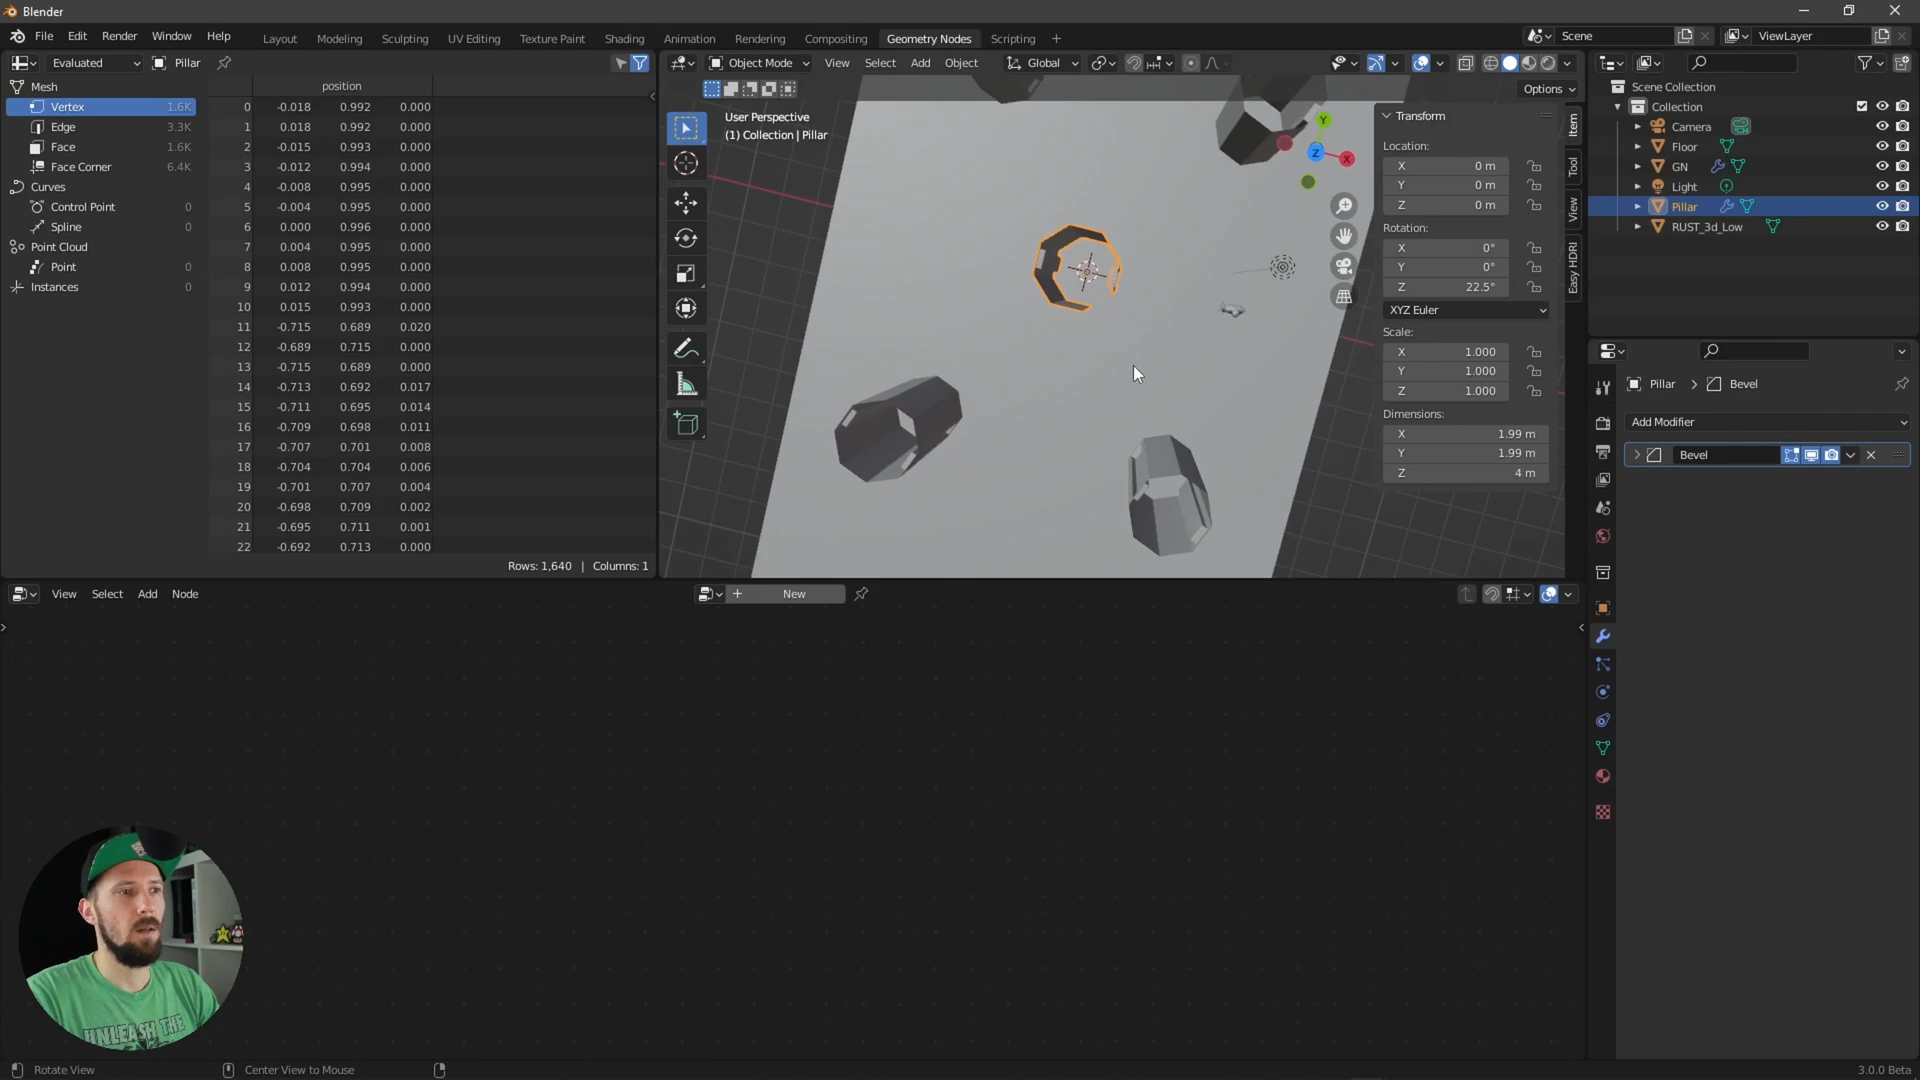 Blender
File Edit Render Window Help
Layout Modeling Sculpting UV Editing Texture Paint Shading Animation Rendering Compositing Geometry Nodes Scripting +
Scene
ViewLayer
Evaluated Pillar
Mesh
Vertex 1.6K
Edge 3.3K
Face 1.6K
Face Corner 6.4K
Curves
Control Point 0
Spline 0
Point Cloud
Point 0
Instances 0
position
0 -0.018 0.992 0.000
1 0.018 0.992 0.000
2 -0.015 0.993 0.000
3 -0.012 0.994 0.000
4 -0.008 0.995 0.000
5 -0.004 0.995 0.000
6 0.000 0.996 0.000
7 0.004 0.995 0.000
8 0.008 0.995 0.000
9 0.012 0.994 0.000
10 0.015 0.993 0.000
11 -0.715 0.689 0.020
12 -0.689 0.715 0.000
13 -0.715 0.689 0.000
14 -0.713 0.692 0.017
15 -0.711 0.695 0.014
16 -0.709 0.698 0.011
17 -0.707 0.701 0.008
18 -0.704 0.704 0.006
19 -0.701 0.707 0.004
20 -0.698 0.709 0.002
21 -0.695 0.711 0.001
22 -0.692 0.713 0.000
Rows: 1,640 | Columns: 1
Object Mode View Select Add Object Global
Options
User Perspective
(1) Collection | Pillar
Y
Z
X
Transform
Location:
X 0 m
Y 0 m
Z 0 m
Rotation:
X 0°
Y 0°
Z 22.5°
XYZ Euler
Scale:
X 1.000
Y 1.000
Z 1.000
Dimensions:
X 1.99 m
Y 1.99 m
Z 4 m
Item
Tool
View
Easy HDRI
Scene Collection
Collection
Camera
Floor
GN
Light
Pillar
RUST_3d_Low
Pillar > Bevel
Add Modifier
Bevel
View Select Add Node
+ New
UNLEASH THE
Rotate View
Center View to Mouse
3.0.0 Beta